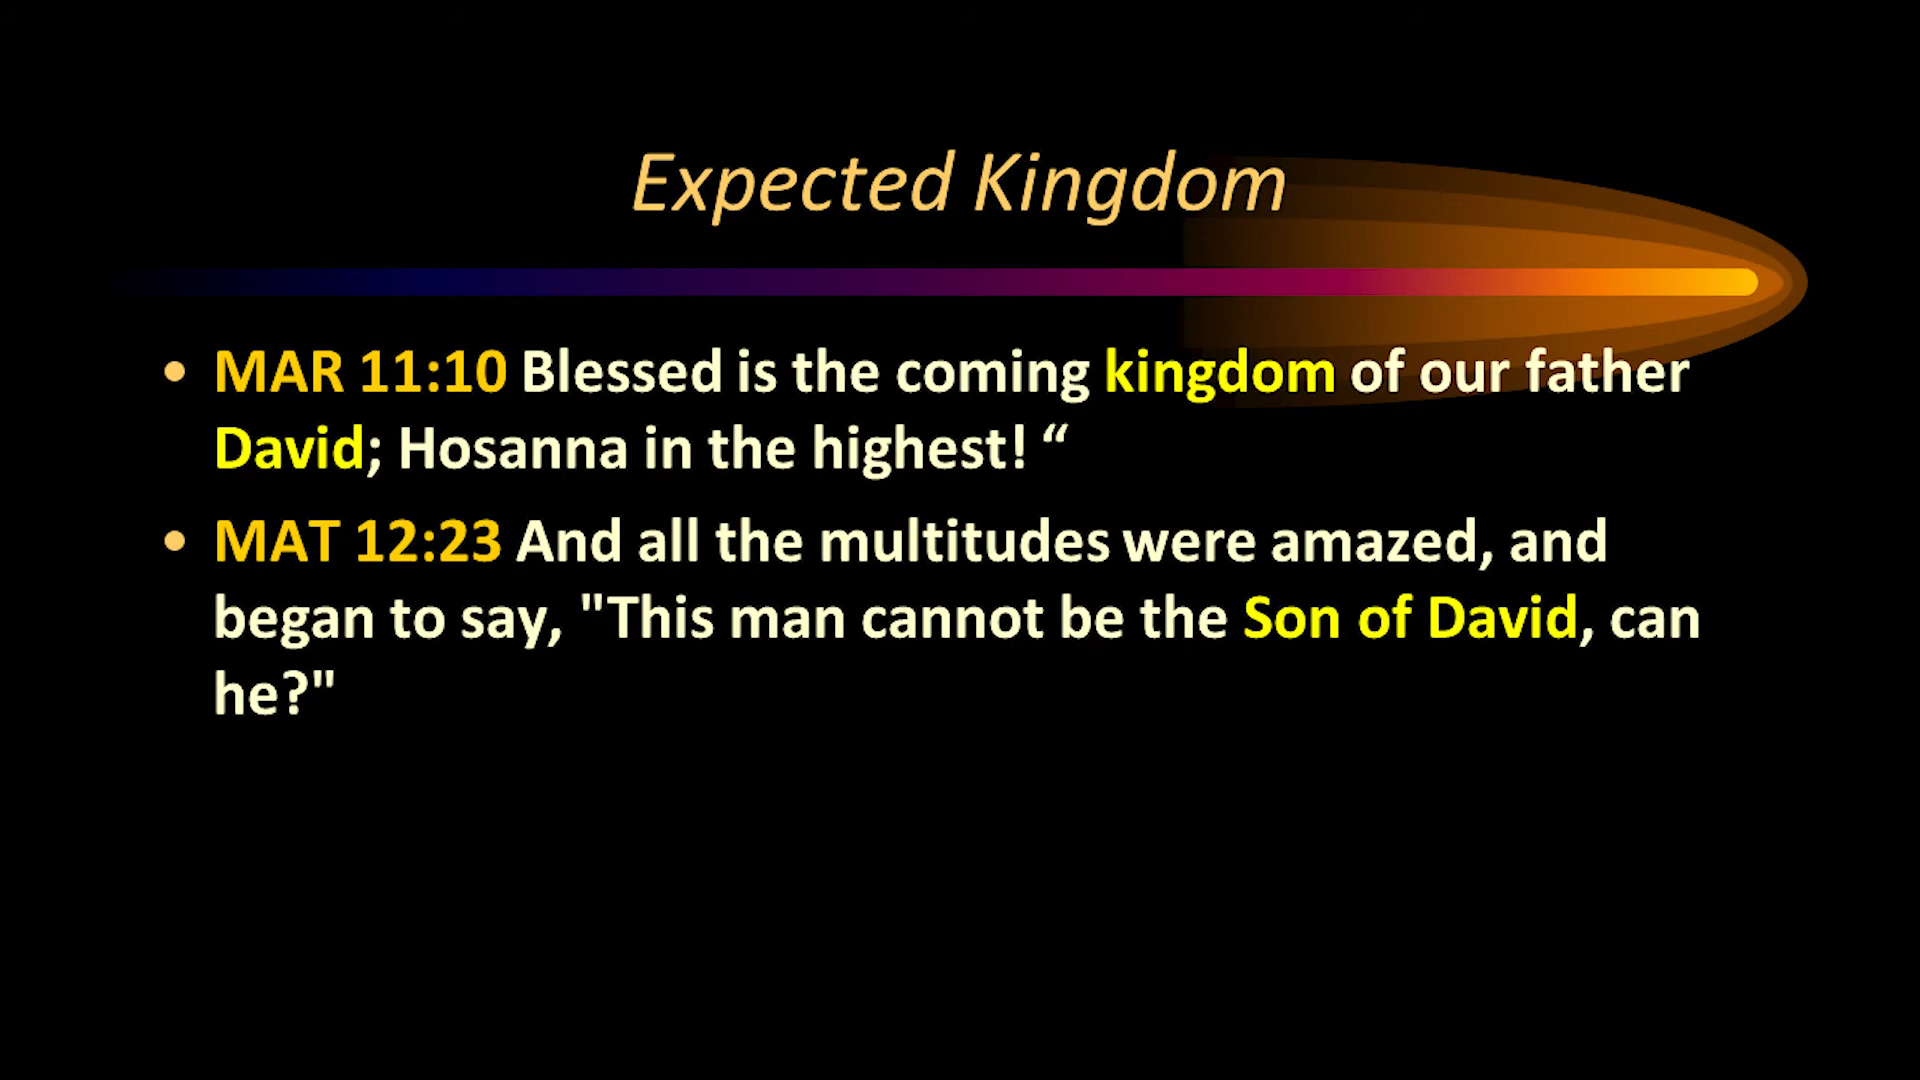 Expected Kingdom
• MAR 11:10 Blessed is the coming kingdom of our father
David; Hosanna in the highest! “
• MAT 12:23 And all the multitudes were amazed, and
began to say, "This man cannot be the Son of David, can
he?"